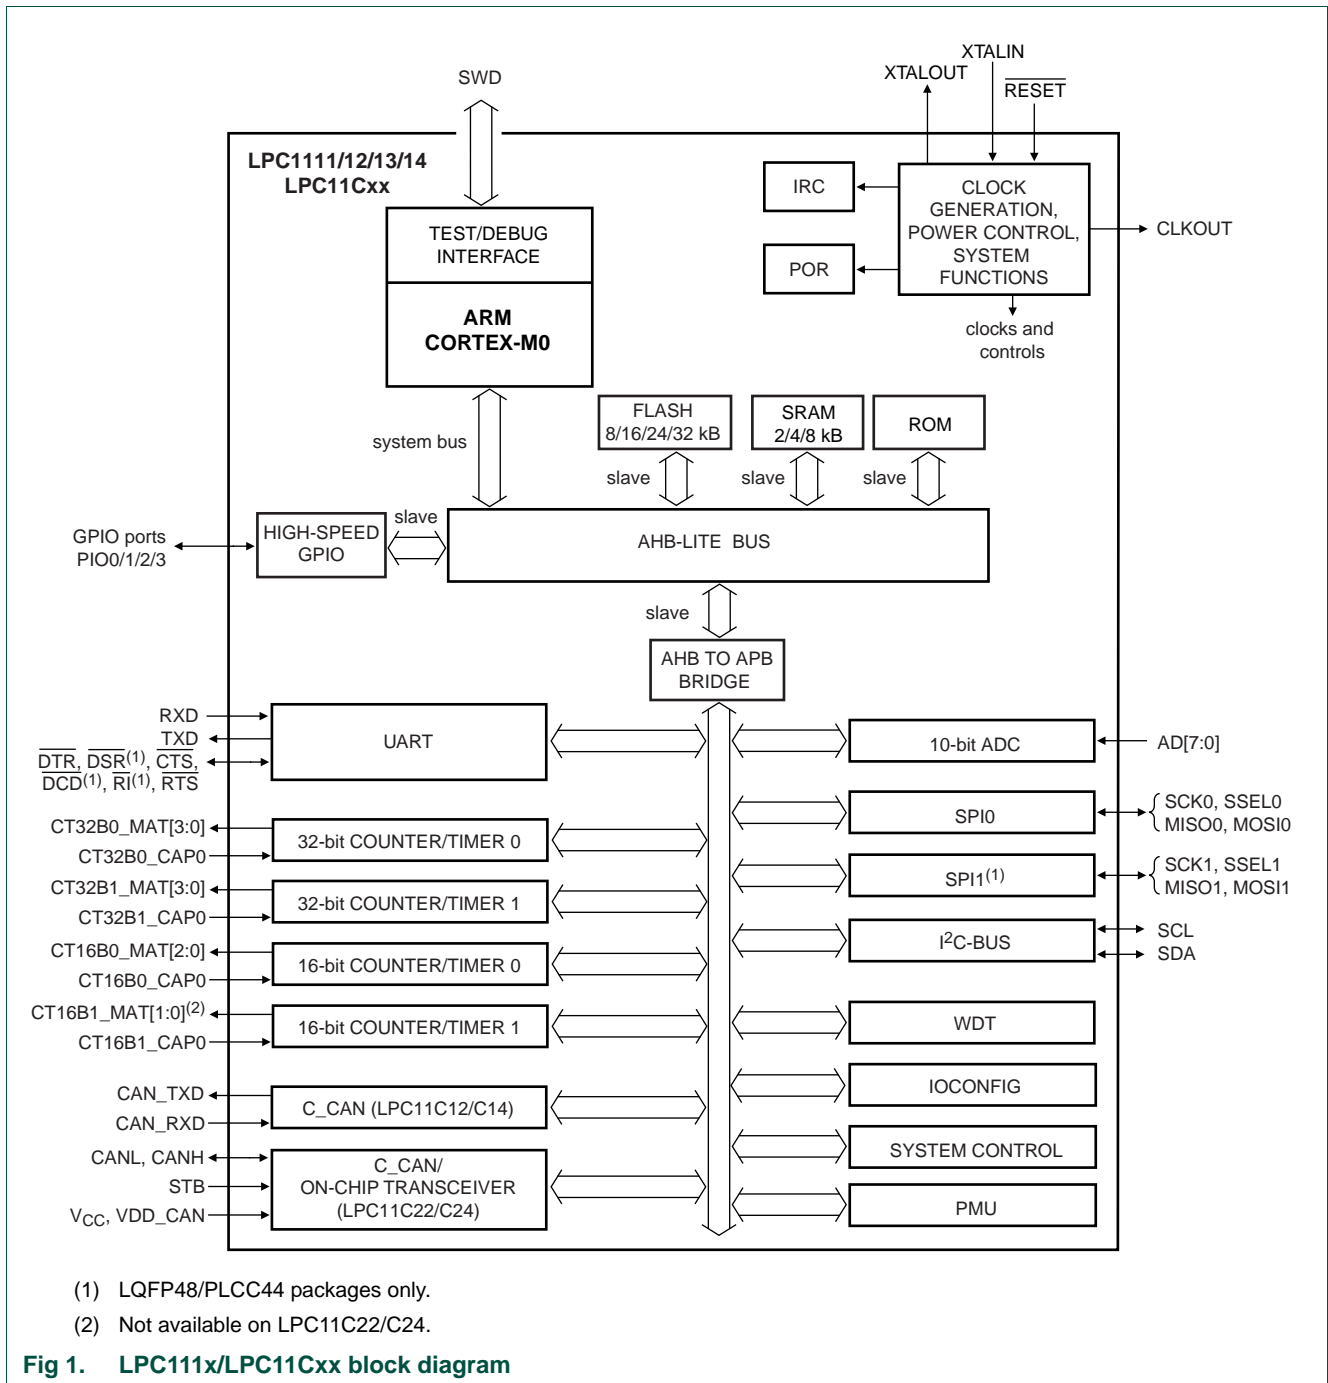 XTALIN
XTALOUT
RESET
SWD
LPC1111/12/13/14
LPC11Cxx
IRC
POR
CLOCK
GENERATION,
POWER CONTROL,
SYSTEM
FUNCTIONS
CLKOUT
clocks and
controls
TEST/DEBUG
INTERFACE
ARM
CORTEX-M0
system bus
FLASH
8/16/24/32 kB
SRAM
2/4/8 kB
ROM
slave
slave
slave
GPIO ports
PIO0/1/2/3
HIGH-SPEED
GPIO
slave
AHB-LITE BUS
slave
AHB TO APB
BRIDGE
RXD
TXD
DTR, DSR(1), CTS,
DCD(1), RI(1), RTS
UART
10-bit ADC
AD[7:0]
CT32B0_MAT[3:0]
CT32B0_CAP0
32-bit COUNTER/TIMER 0
SPI0
SCK0, SSEL0
MISO0, MOSI0
CT32B1_MAT[3:0]
CT32B1_CAP0
32-bit COUNTER/TIMER 1
SPI1(1)
SCK1, SSEL1
MISO1, MOSI1
CT16B0_MAT[2:0]
CT16B0_CAP0
16-bit COUNTER/TIMER 0
I2C-BUS
SCL
SDA
CT16B1_MAT[1:0](2)
CT16B1_CAP0
16-bit COUNTER/TIMER 1
WDT
CAN_TXD
CAN_RXD
C_CAN (LPC11C12/C14)
IOCONFIG
CANL, CANH
STB
VCC, VDD_CAN
C_CAN/
ON-CHIP TRANSCEIVER
(LPC11C22/C24)
SYSTEM CONTROL
PMU
(1) LQFP48/PLCC44 packages only.
(2) Not available on LPC11C22/C24.
Fig 1. LPC111x/LPC11Cxx block diagram